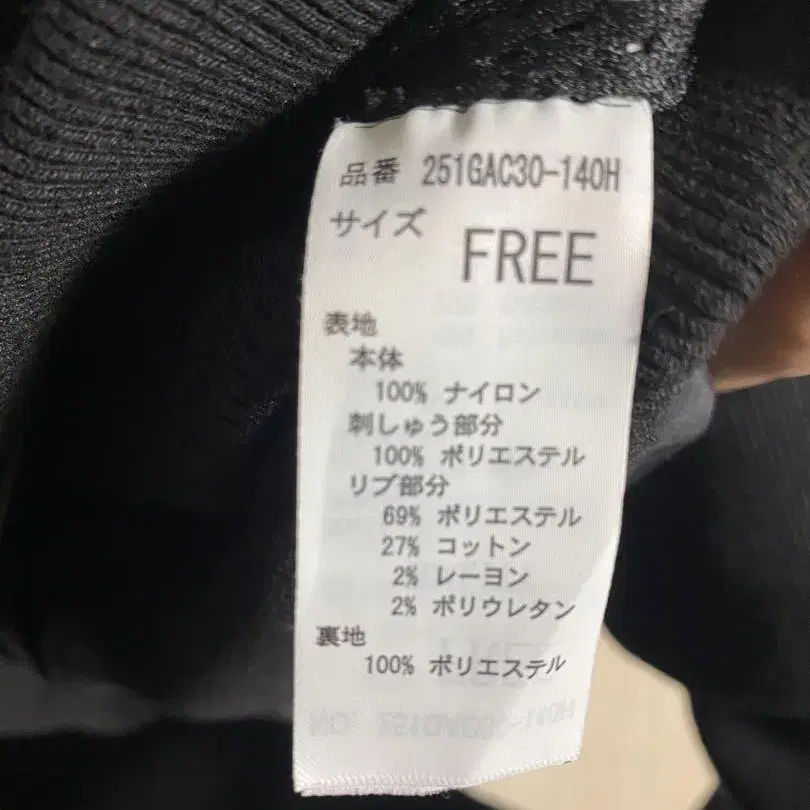 品番 251GAC30-140H
サイズ FREE
表地
本体
100% ナイロン
刺しゅう部分
100% ポリエステル
リブ部分
69% ポリエステル
27% コットン
2% レーヨン
2% ポリウレタン
裏地
100% ポリエステル